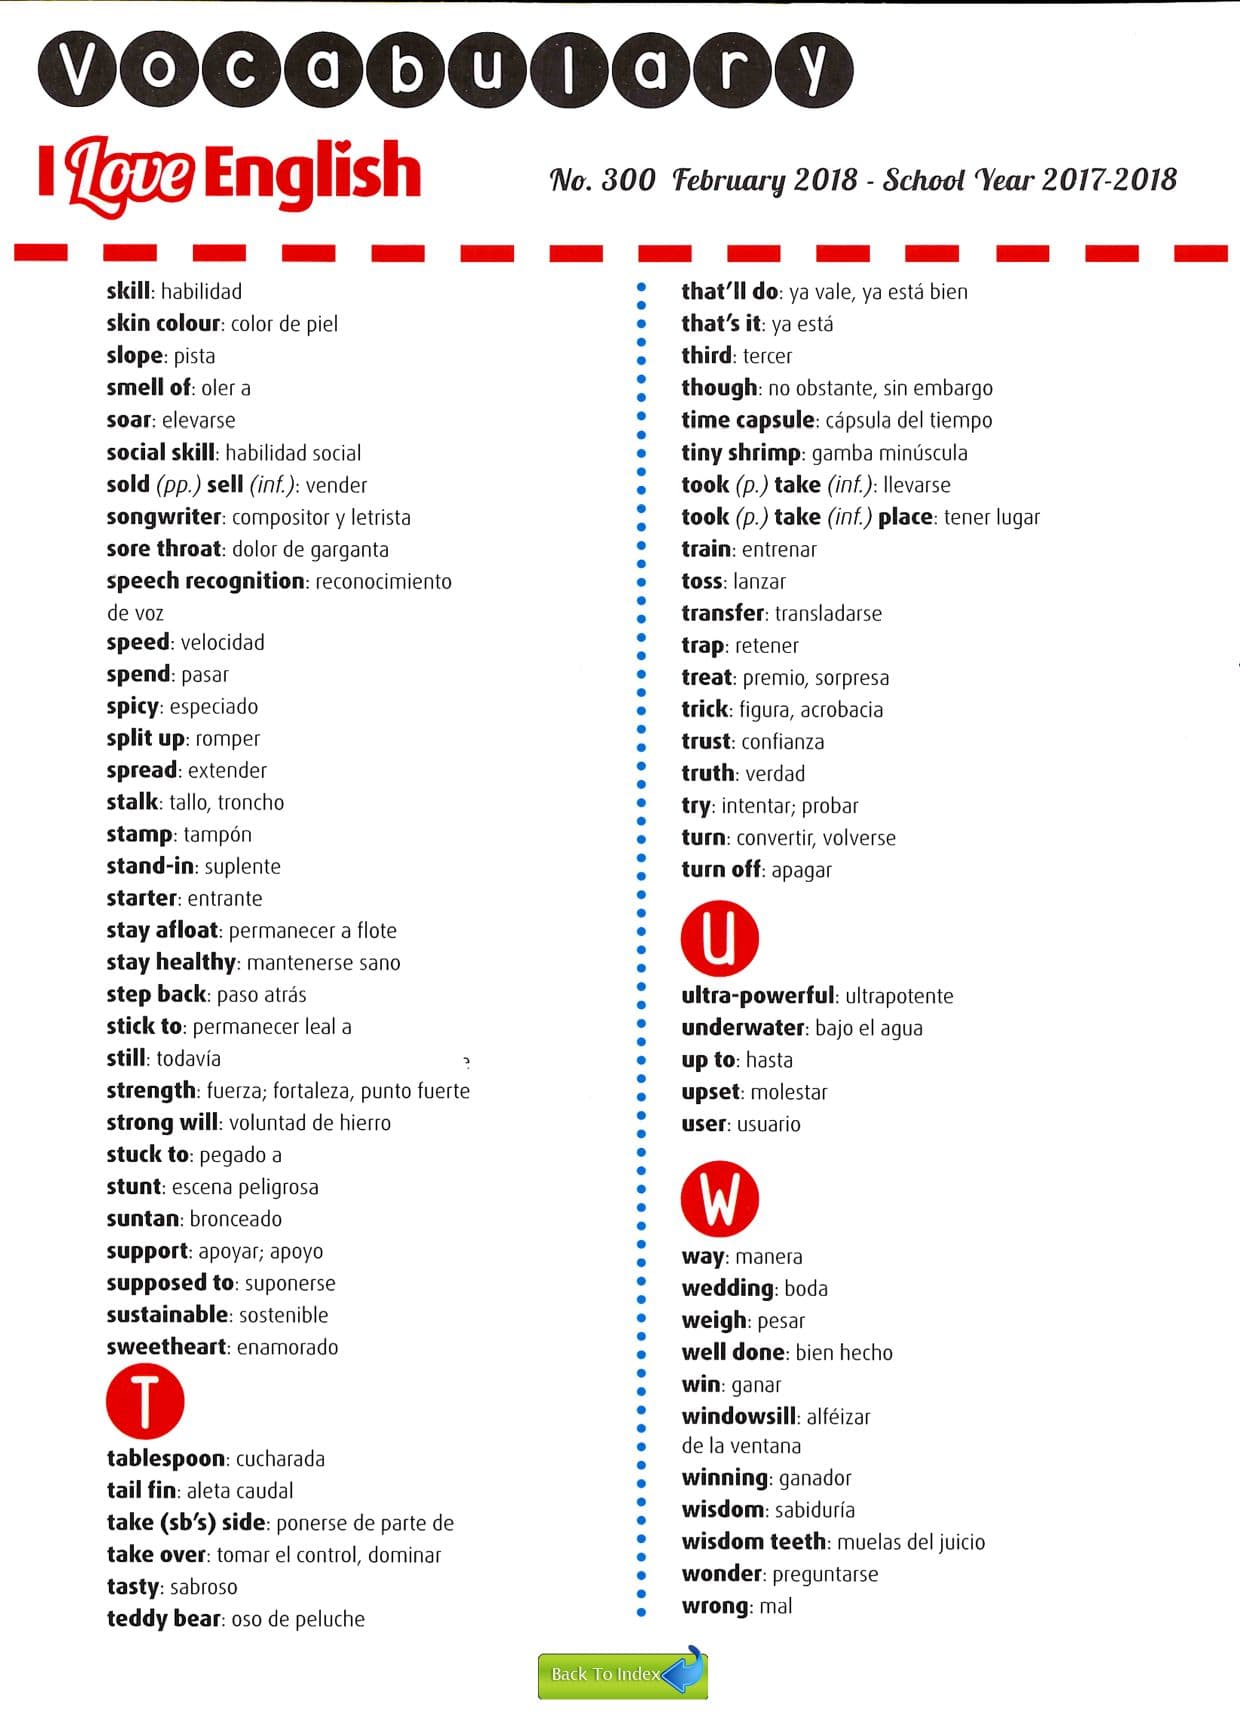 Vocabulary
I Love English
No. 300 February 2018 - School Year 2017-2018
skill: habilidad
skin colour: color de piel
slope: pista
smell of: oler a
soar: elevarse
social skill: habilidad social
sold (pp.) sell (inf.): vender
songwriter: compositor y letrista
sore throat: dolor de garganta
speech recognition: reconocimiento
de voz
speed: velocidad
spend: pasar
spicy: especiado
split up: romper
spread: extender
stalk: tallo, troncho
stamp: tampón
stand-in: suplente
starter: entrante
stay afloat: permanecer a flote
stay healthy: mantenerse sano
step back: paso atrás
stick to: permanecer leal a
still: todavía
strength: fuerza; fortaleza, punto fuerte
strong will: voluntad de hierro
stuck to: pegado a
stunt: escena peligrosa
suntan: bronceado
support: apoyar; apoyo
supposed to: suponerse
sustainable: sostenible
sweetheart: enamorado
T
tablespoon: cucharada
tail fin: aleta caudal
take (sb's) side: ponerse de parte de
take over: tomar el control, dominar
tasty: sabroso
teddy bear: oso de peluche
that'll do: ya vale, ya está bien
that's it: ya está
third: tercer
though: no obstante, sin embargo
time capsule: cápsula del tiempo
tiny shrimp: gamba minúscula
took (p.) take (inf.): llevarse
took (p.) take (inf.) place: tener lugar
train: entrenar
toss: lanzar
transfer: transladarse
trap: retener
treat: premio, sorpresa
trick: figura, acrobacia
trust: confianza
truth: verdad
try: intentar; probar
turn: convertir, volverse
turn off: apagar
U
ultra-powerful: ultrapotente
underwater: bajo el agua
up to: hasta
upset: molestar
user: usuario
W
way: manera
wedding: boda
weigh: pesar
well done: bien hecho
win: ganar
windowsill: alféizar
de la ventana
winning: ganador
wisdom: sabiduría
wisdom teeth: muelas del juicio
wonder: preguntarse
wrong: mal
Back To Index